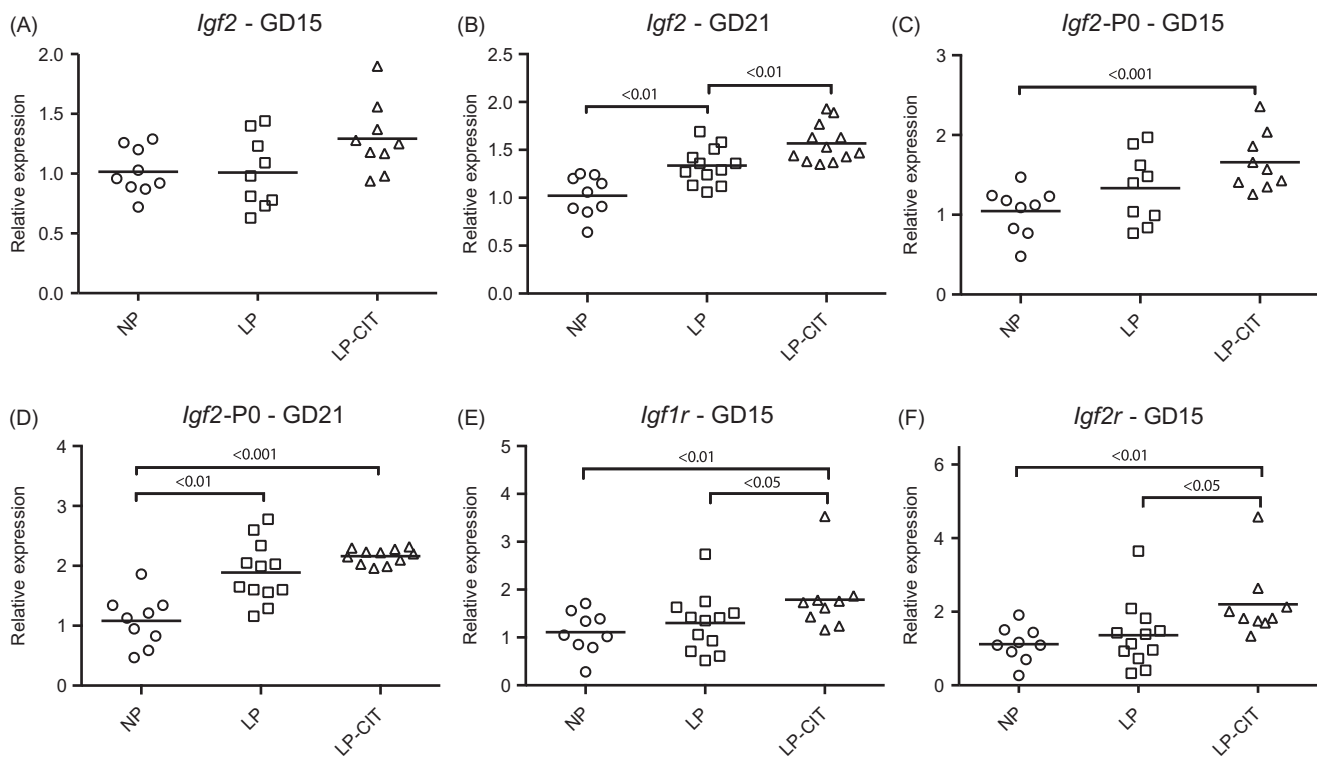 (A)
Igf2 - GD15
Relative expression
2.0
1.5
1.0
0.5
0.0
NP
LP
LP-CIT
(B)
Igf2 - GD21
Relative expression
2.5
2.0
1.5
1.0
1.5
0.0
<0.01
<0.01
NP
LP
LP-CIT
(C)
Igf2-P0 - GD15
Relative expression
3
2
1
0
<0.001
NP
LP
LP-CIT
(D)
Igf2-P0 - GD21
Relative expression
4
3
2
1
0
<0.001
<0.01
NP
LP
LP-CIT
(E)
Igf1r - GD15
Relative expression
5
4
3
2
1
0
<0.01
<0.05
NP
LP
LP-CIT
(F)
Igf2r - GD15
Relative expression
6
4
2
0
<0.01
<0.05
NP
LP
LP-CIT